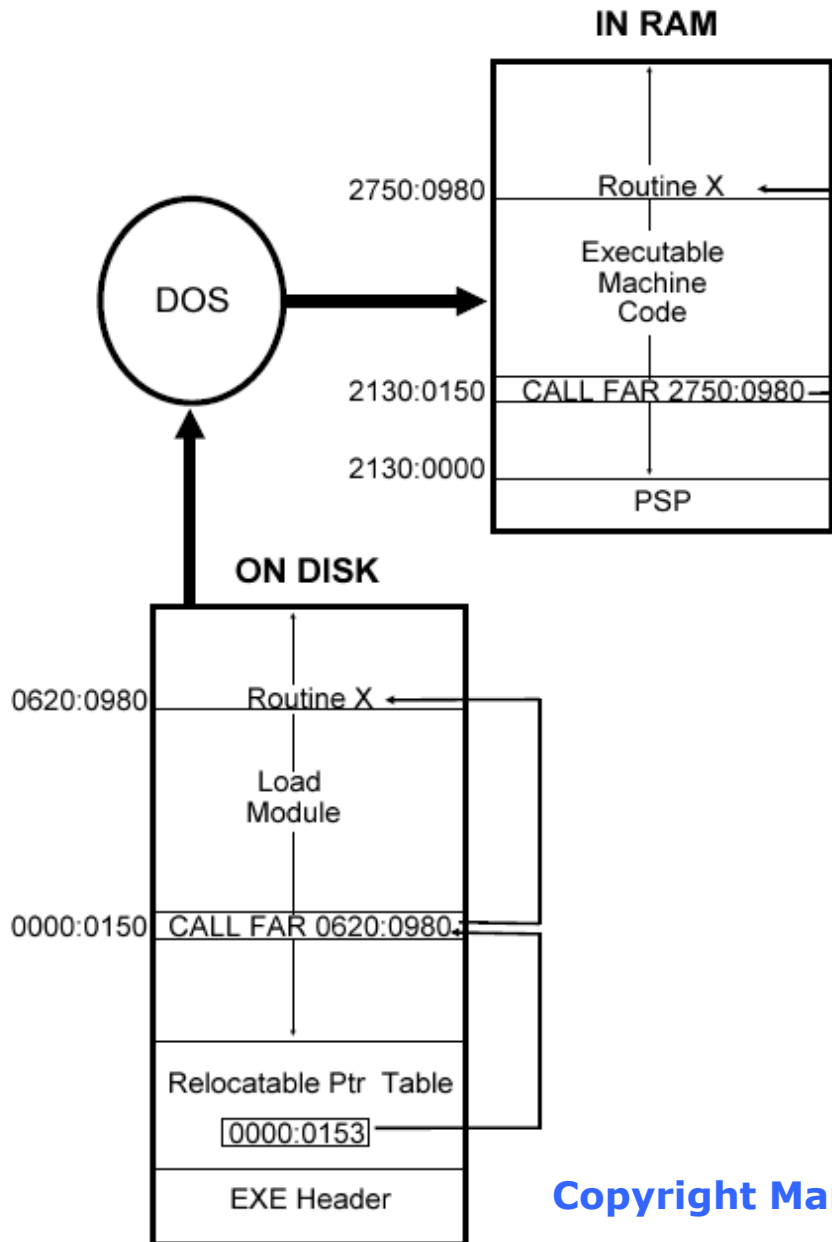 IN RAM
2750:0980
Routine X
Executable
Machine
Code
DOS
2130:0150
CALL FAR 2750:0980
2130:0000
PSP
ON DISK
0620:0980
Routine X
Load
Module
0000:0150
CALL FAR 0620:0980
Relocatable Ptr Table
0000:0153
EXE Header
Copyright